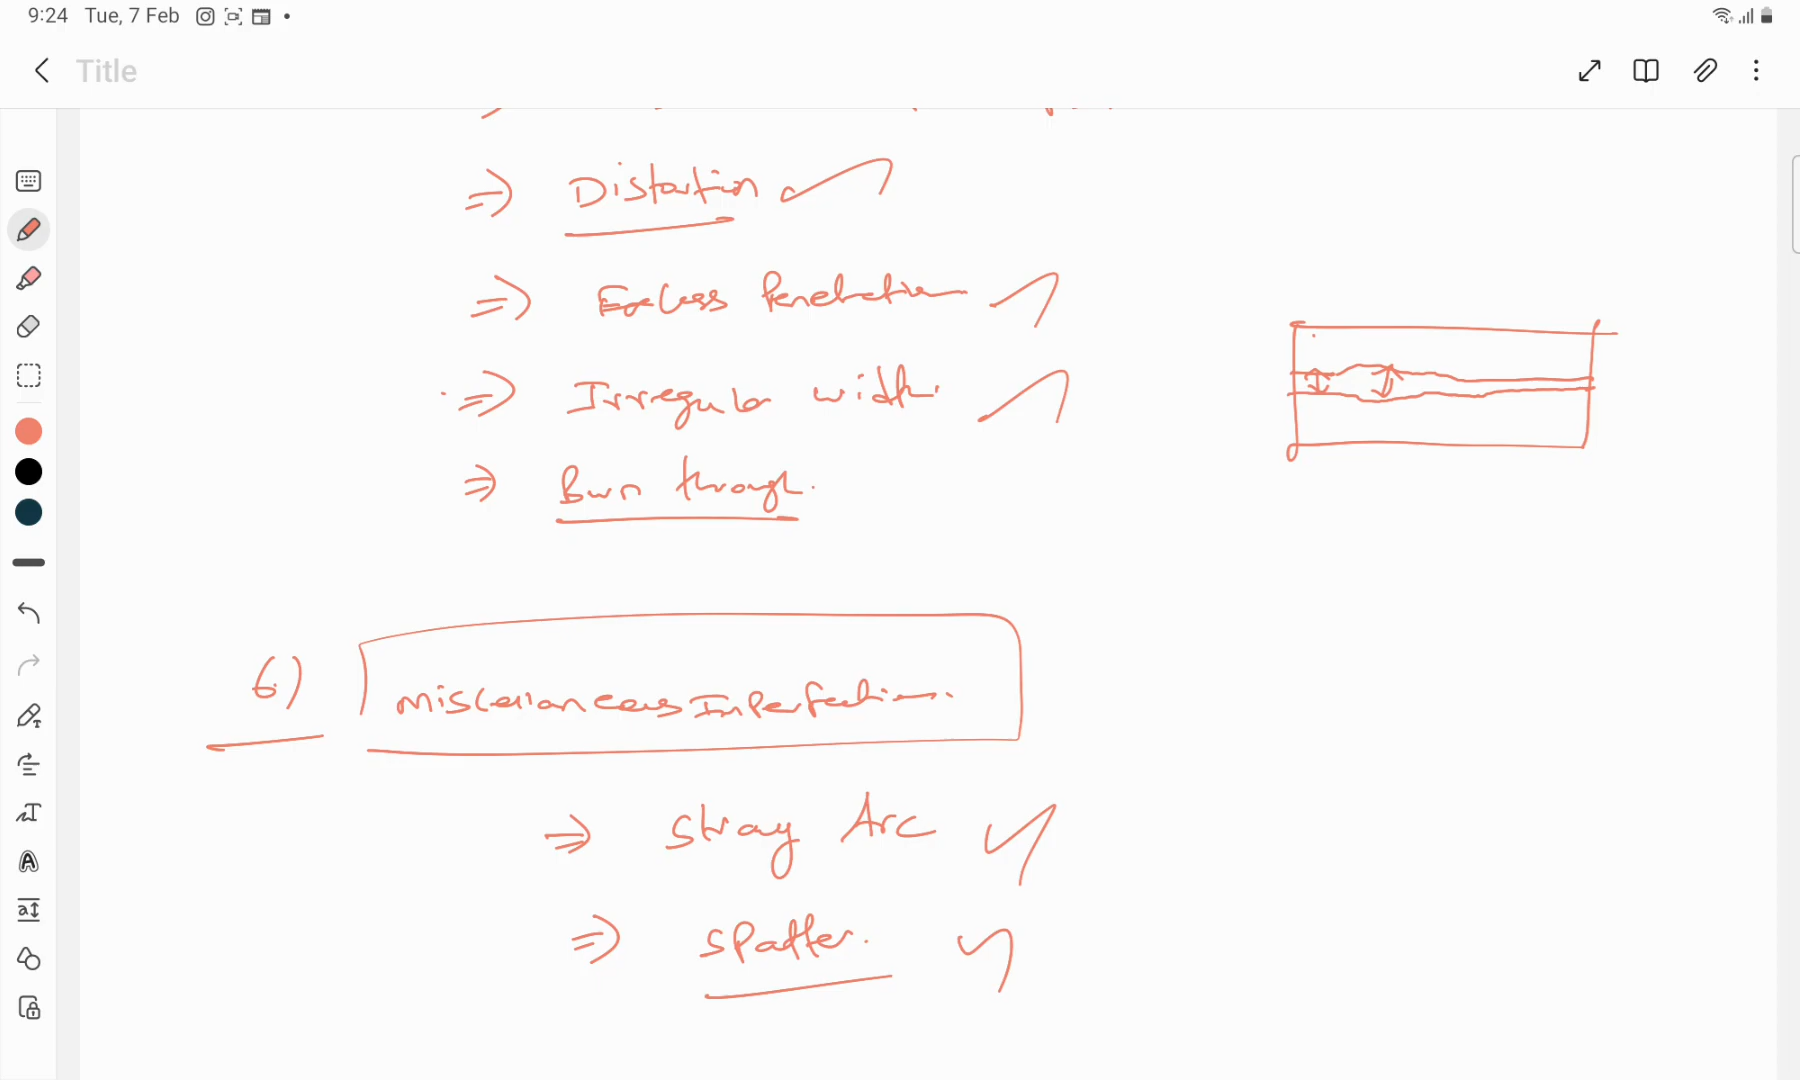 9:24 Tue, 7 Feb
Title
⇒ Distortion
⇒ Excess Penetration
⇒ Irregular width.
⇒ Burn through.
6) Miscellaneous Imperfection.
⇒ Stray Arc
⇒ Spatter.